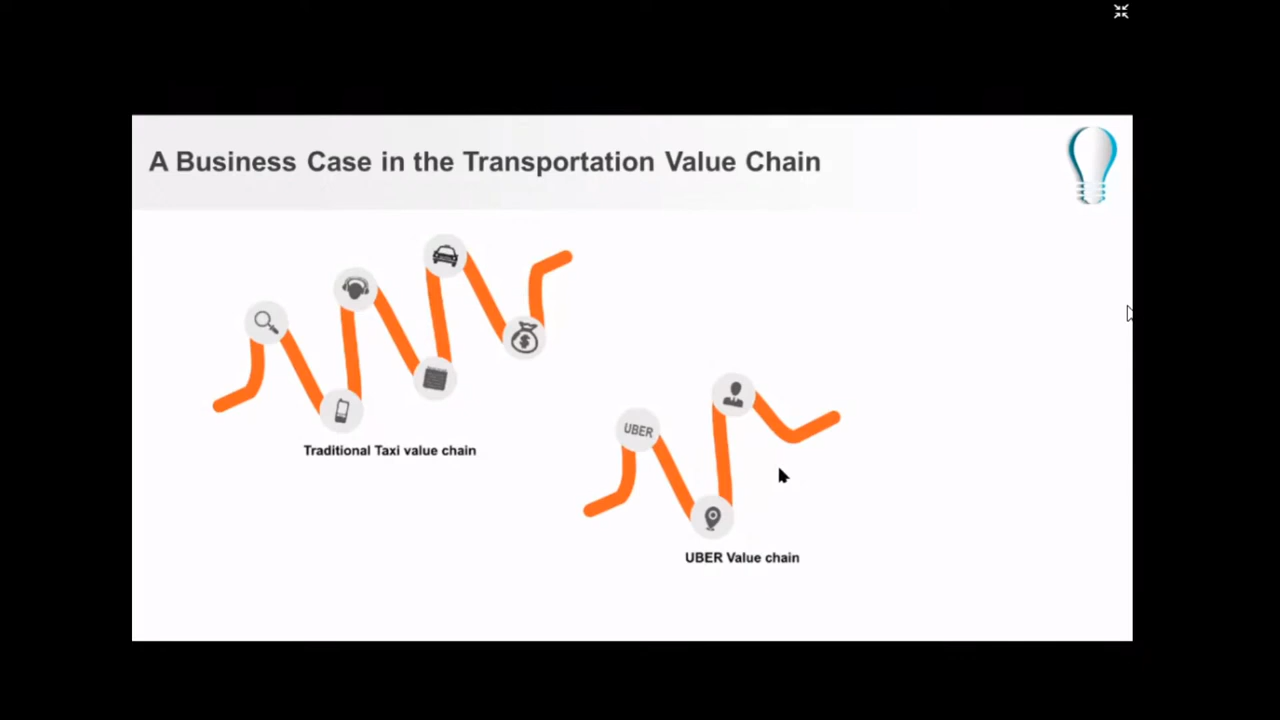 A Business Case in the Transportation Value Chain
Traditional Taxi value chain
UBER
UBER Value chain